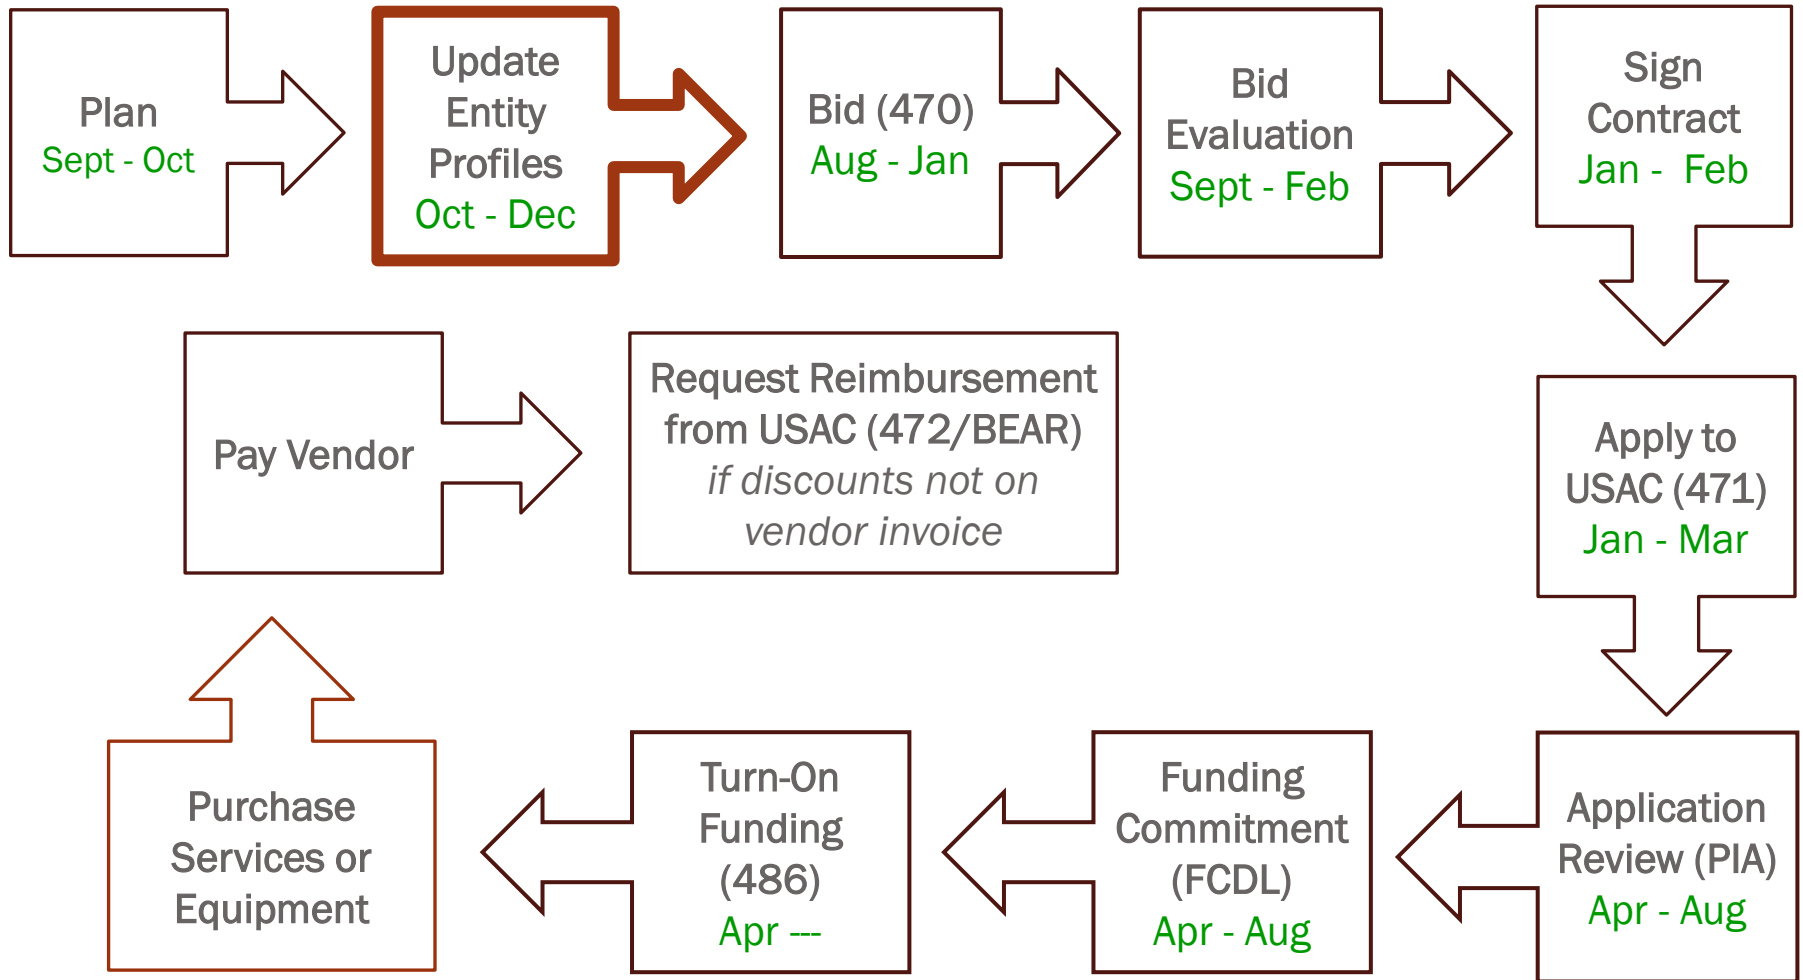 Plan
Sept - Oct
Update
Entity
Profiles
Oct - Dec
Bid (470)
Aug - Jan
Bid
Evaluation
Sept - Feb
Sign
Contract
Jan - Feb
Apply to
USAC (471)
Jan - Mar
Application
Review (PIA)
Apr - Aug
Funding
Commitment
(FCDL)
Apr - Aug
Turn-On
Funding
(486)
Apr ---
Purchase
Services or
Equipment
Pay Vendor
Request Reimbursement
from USAC (472/BEAR)
if discounts not on
vendor invoice